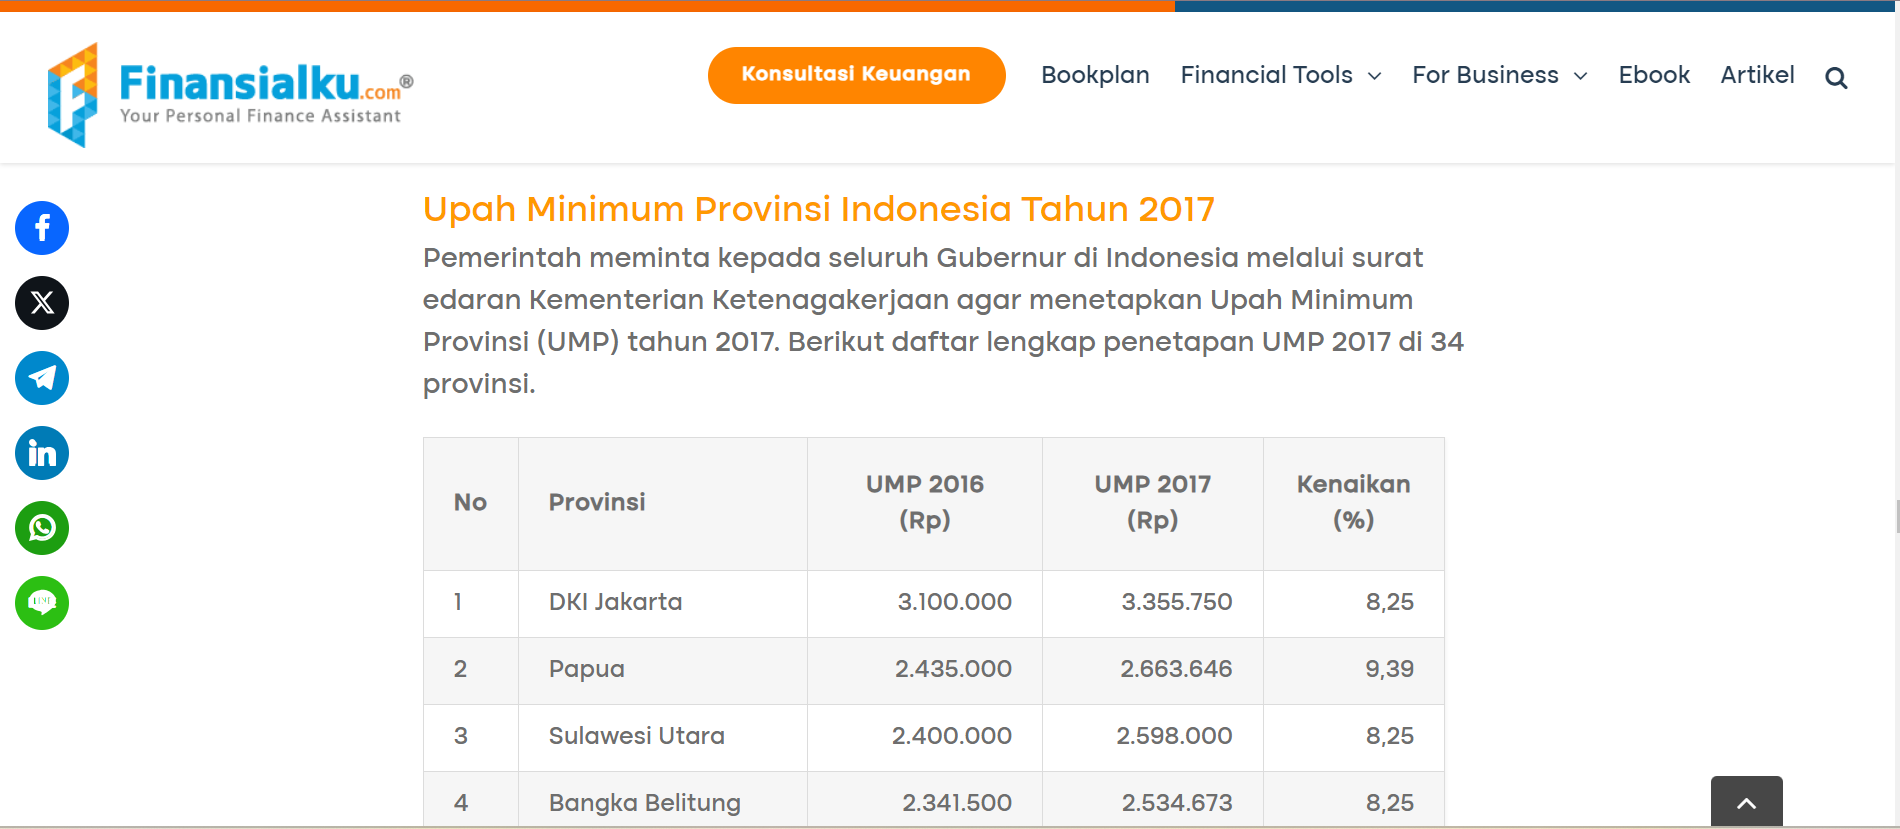 Finansialku.com®
Your Personal Finance Assistant
Konsultasi Keuangan
Bookplan
Financial Tools
For Business
Ebook
Artikel
Upah Minimum Provinsi Indonesia Tahun 2017
Pemerintah meminta kepada seluruh Gubernur di Indonesia melalui surat
edaran Kementerian Ketenagakerjaan agar menetapkan Upah Minimum
Provinsi (UMP) tahun 2017. Berikut daftar lengkap penetapan UMP 2017 di 34
provinsi.
No Provinsi UMP 2016 (Rp) UMP 2017 (Rp) Kenaikan (%)
1 DKI Jakarta 3.100.000 3.355.750 8,25
2 Papua 2.435.000 2.663.646 9,39
3 Sulawesi Utara 2.400.000 2.598.000 8,25
4 Bangka Belitung 2.341.500 2.534.673 8,25
LINE